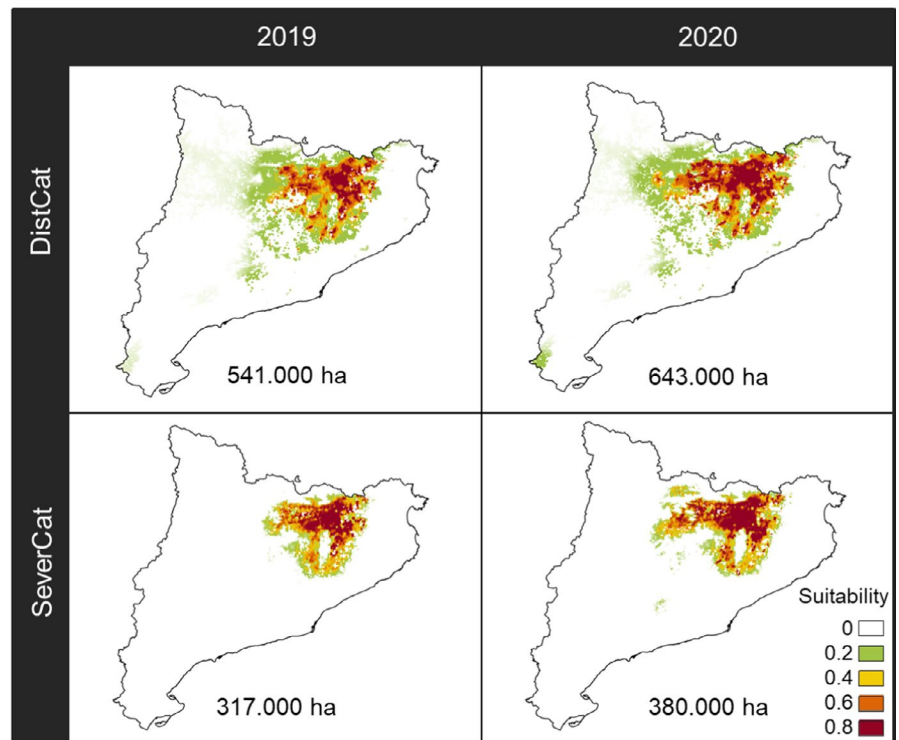 2019
2020
DistCat
541.000 ha
643.000 ha
SeverCat
317.000 ha
380.000 ha
Suitability
0
0.2
0.4
0.6
0.8